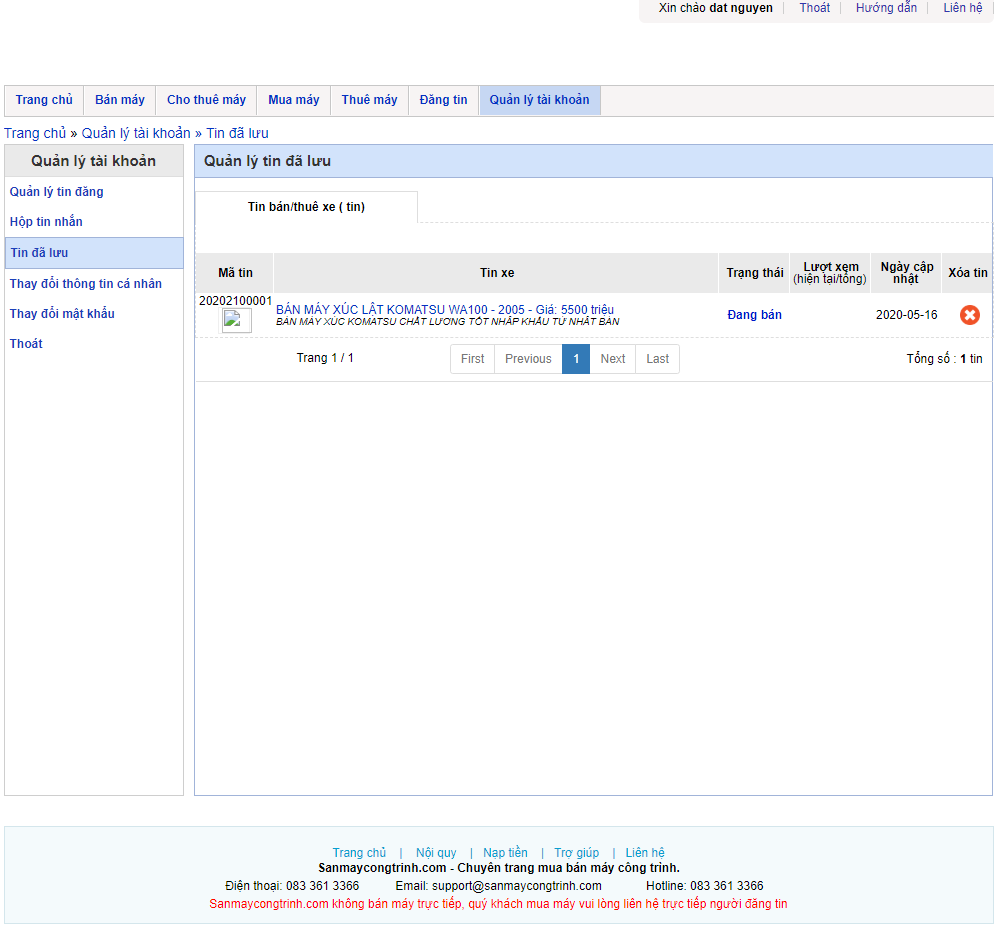 Xin chào dat nguyen Thoát Hướng dẫn Liên hệ
Trang chủ Bán máy Cho thuê máy Mua máy Thuê máy Đăng tin Quản lý tài khoản
Trang chủ » Quản lý tài khoản » Tin đã lưu
Quản lý tài khoản
Quản lý tin đăng
Hộp tin nhắn
Tin đã lưu
Thay đổi thông tin cá nhân
Thay đổi mật khẩu
Thoát
Quản lý tin đã lưu
Tin bán/thuê xe ( tin)
Mã tin Tin xe Trạng thái Lượt xem (hiện tại/tổng) Ngày cập nhật Xóa tin
20202100001
BÁN MÁY XÚC LẬT KOMATSU WA100 - 2005 - Giá: 5500 triệu
BÁN MÁY XÚC KOMATSU CHẤT LƯỢNG TỐT NHẬP KHẨU TỪ NHẬT BẢN
Đang bán
2020-05-16
Trang 1 / 1 First Previous 1 Next Last Tổng số : 1 tin
Trang chủ | Nội quy | Nạp tiền | Trợ giúp | Liên hệ
Sanmaycongtrinh.com - Chuyên trang mua bán máy công trình.
Điện thoại: 083 361 3366 Email: support@sanmaycongtrinh.com Hotline: 083 361 3366
Sanmaycongtrinh.com không bán máy trực tiếp, quý khách mua máy vui lòng liên hệ trực tiếp người đăng tin